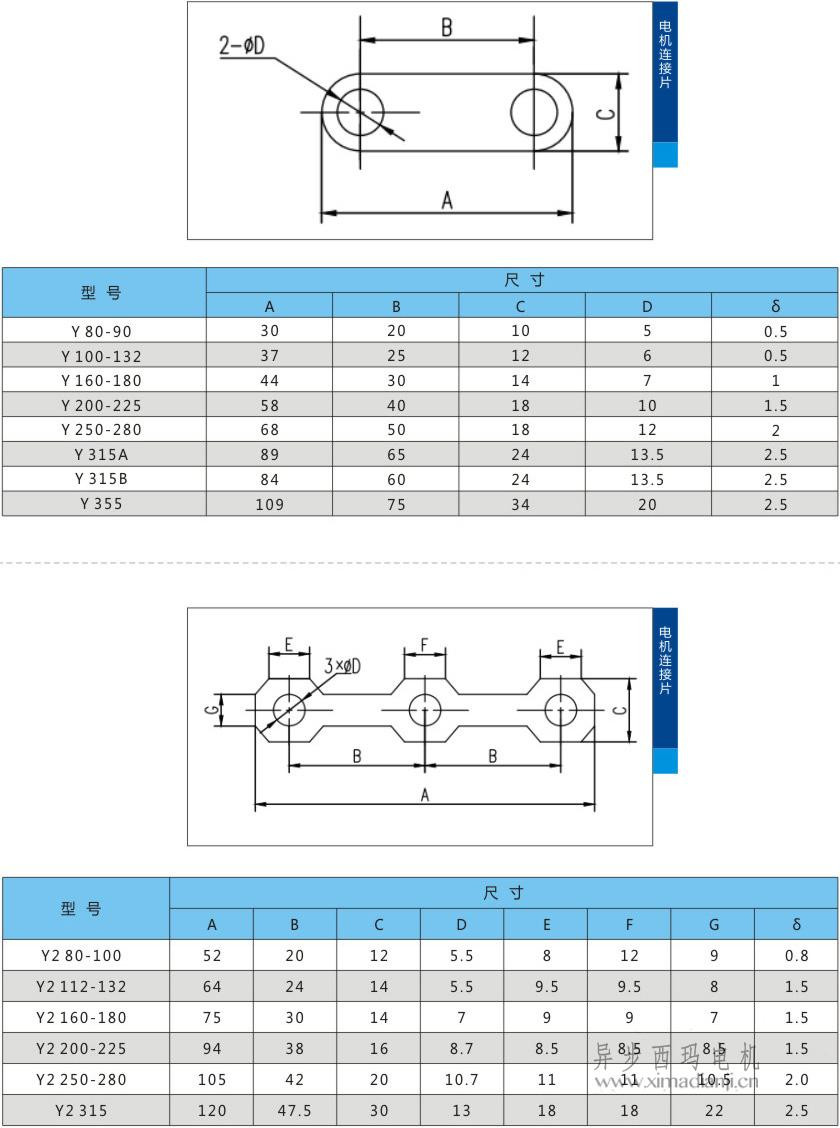 2-ØD
B
C
A
电机连接片
型 号 尺 寸
A B C D δ
Y 80-90 30 20 10 5 0.5
Y 100-132 37 25 12 6 0.5
Y 160-180 44 30 14 7 1
Y 200-225 58 40 18 10 1.5
Y 250-280 68 50 18 12 2
Y 315A 89 65 24 13.5 2.5
Y 315B 84 60 24 13.5 2.5
Y 355 109 75 34 20 2.5
E F E
3×ØD
G C
B B
A
电机连接片
型 号 尺 寸
A B C D E F G δ
Y2 80-100 52 20 12 5.5 8 12 9 0.8
Y2 112-132 64 24 14 5.5 9.5 9.5 8 1.5
Y2 160-180 75 30 14 7 9 9 7 1.5
Y2 200-225 94 38 16 8.7 8.5 8.5 8.5 1.5
异步西玛电机
Y2 250-280 105 42 20 10.7 11 11 10.5 2.0
www.ximadianji.cn
Y2 315 120 47.5 30 13 18 18 22 2.5